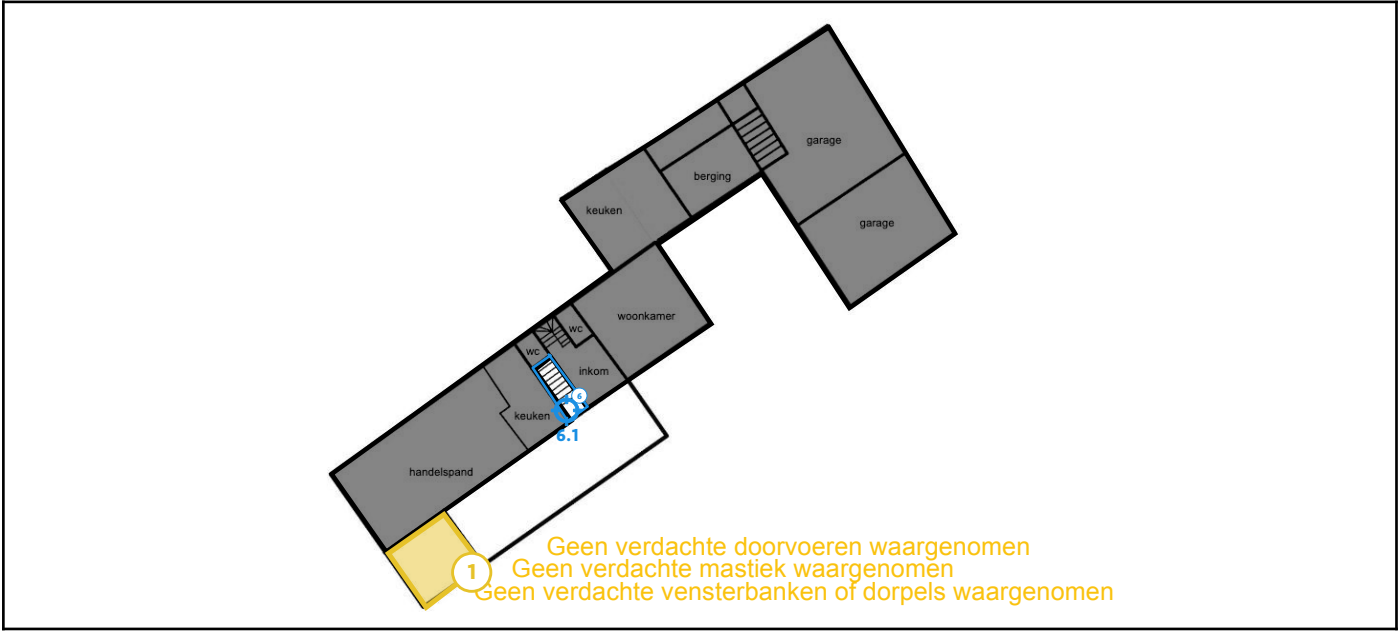 garage
berging
keuken
garage
woonkamer
wc
wc
inkom
6
keuken
6.1
handelspand
Geen verdachte doorvoeren waargenomen
1
Geen verdachte mastiek waargenomen
Geen verdachte vensterbanken of dorpels waargenomen